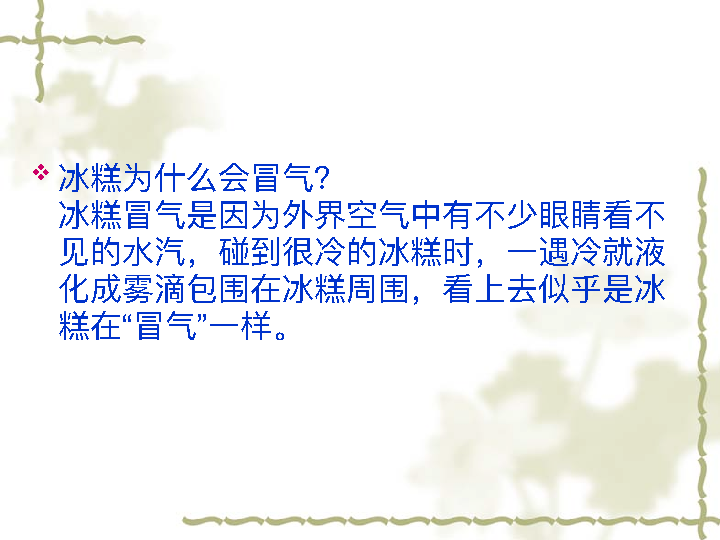 冰糕为什么会冒气？
冰糕冒气是因为外界空气中有不少眼睛看不
见的水汽，碰到很冷的冰糕时，一遇冷就液
化成雾滴包围在冰糕周围，看上去似乎是冰
糕在“冒气”一样。